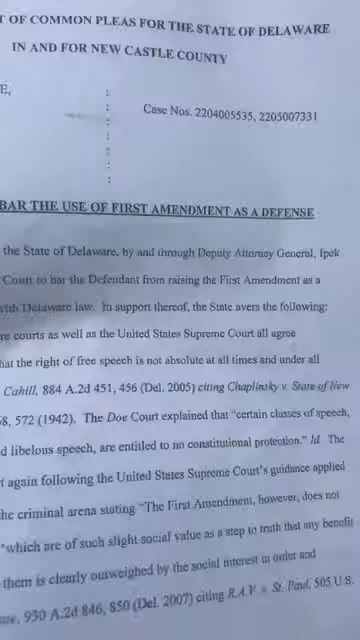 OF COMMON PLEAS FOR THE STATE OF DELAWARE
IN AND FOR NEW CASTLE COUNTY
E,
Case Nos. 2204005535, 2205007331
BAR THE USE OF FIRST AMENDMENT AS A DEFENSE
the State of Delaware, by and through Deputy Attorney General, Ipek
Court to bar the Defendant from raising the First Amendment as a
with Delaware law. In support thereof, the State avers the following:
re courts as well as the United States Supreme Court all agree
hat the right of free speech is not absolute at all times and under all
Cahill, 884 A.2d 451, 456 (Del. 2005) citing Chaplinsky v. State of New
8, 572 (1942). The Doe Court explained that "certain classes of speech,
d libelous speech, are entitled to no constitutional protection." Id. The
t again following the United States Supreme Court's guidance applied
he criminal arena stating "The First Amendment, however, does not
"which are of such slight social value as a step to truth that any benefit
them is clearly outweighed by the social interest in order and
930 A.2d 846, 850 (Del. 2007) citing R.A.V. v. St. Paul, 505 U.S.